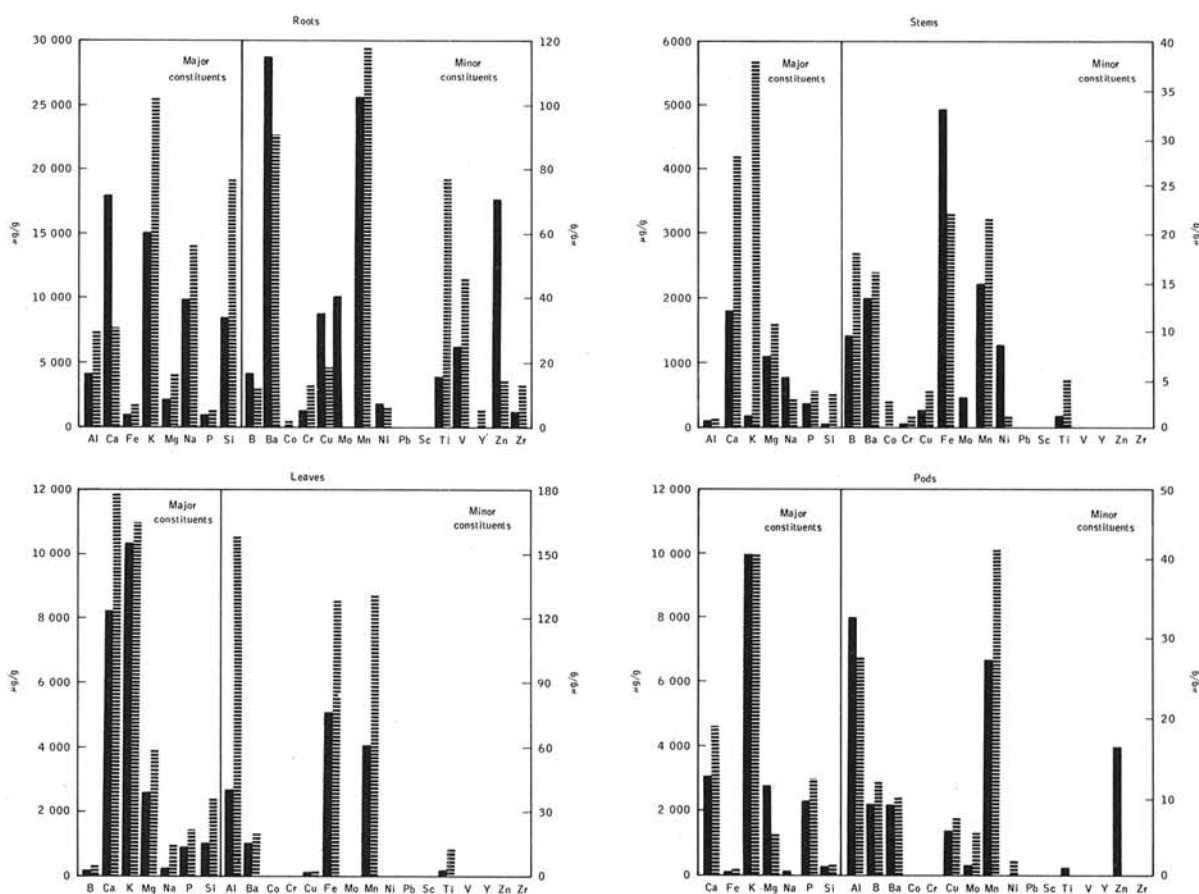 Roots
30 000
25 000
20 000
15 000
10 000
5 000
0
µg/g
Major
constituents
Minor
constituents
120
100
80
60
40
20
0
µg/g
Al Ca Fe K Mg Na P Si B Ba Co Cr Cu Mo Mn Ni Pb Sc Ti V Y Zn Zr
Stems
6000
5000
4000
3000
2000
1000
0
µg/g
Major
constituents
Minor
constituents
40
35
30
25
20
15
10
5
0
µg/g
Al Ca K Mg Na P Si B Ba Co Cr Cu Fe Mo Mn Ni Pb Sc Ti V Y Zn Zr
Leaves
12 000
10 000
8 000
6 000
4 000
2 000
0
µg/g
Major
constituents
Minor
constituents
180
150
120
90
60
30
0
µg/g
B Ca K Mg Na P Si Al Ba Co Cr Cu Fe Mo Mn Ni Pb Sc Ti V Y Zn Zr
Pods
12 000
10 000
8 000
6 000
4 000
2 000
0
µg/g
Major
constituents
Minor
constituents
50
40
30
20
10
0
µg/g
Ca Fe K Mg Na P Si Al B Ba Co Cr Cu Mo Mn Ni Pb Sc Ti V Y Zn Zr